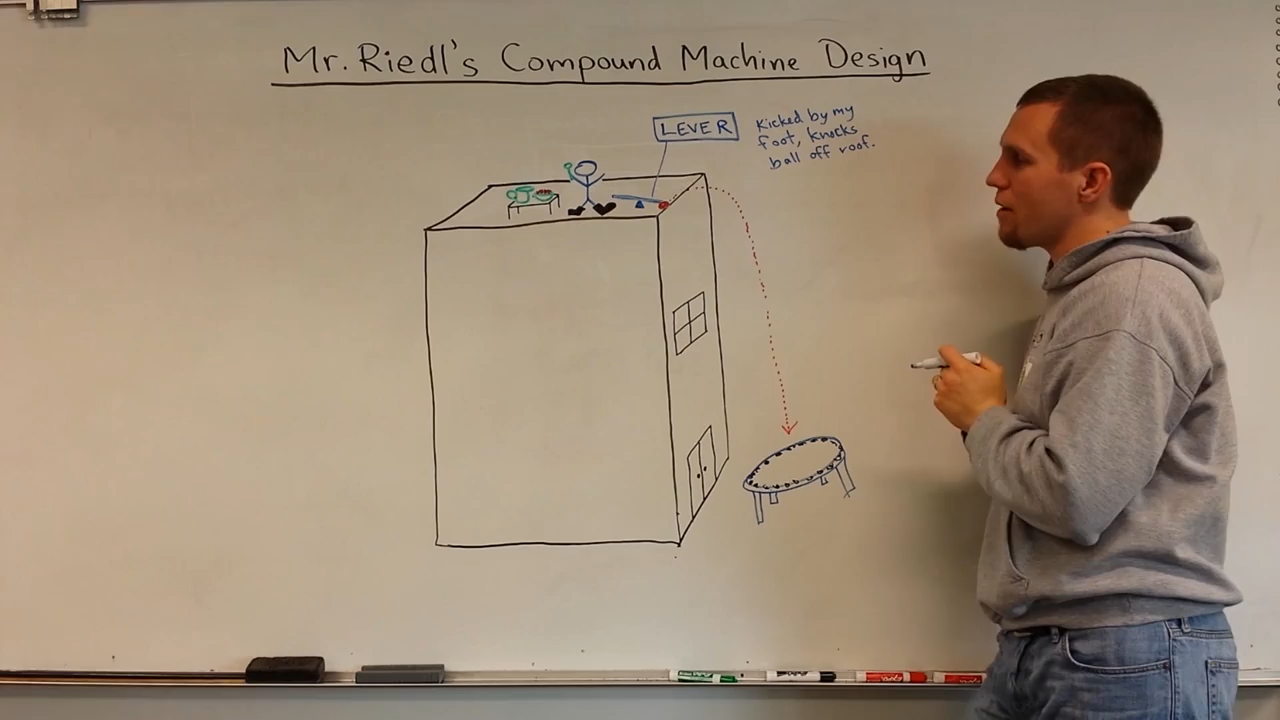 Mr. Riedl's Compound Machine Design
LEVER
Kicked by my
foot, knocks
ball off roof.